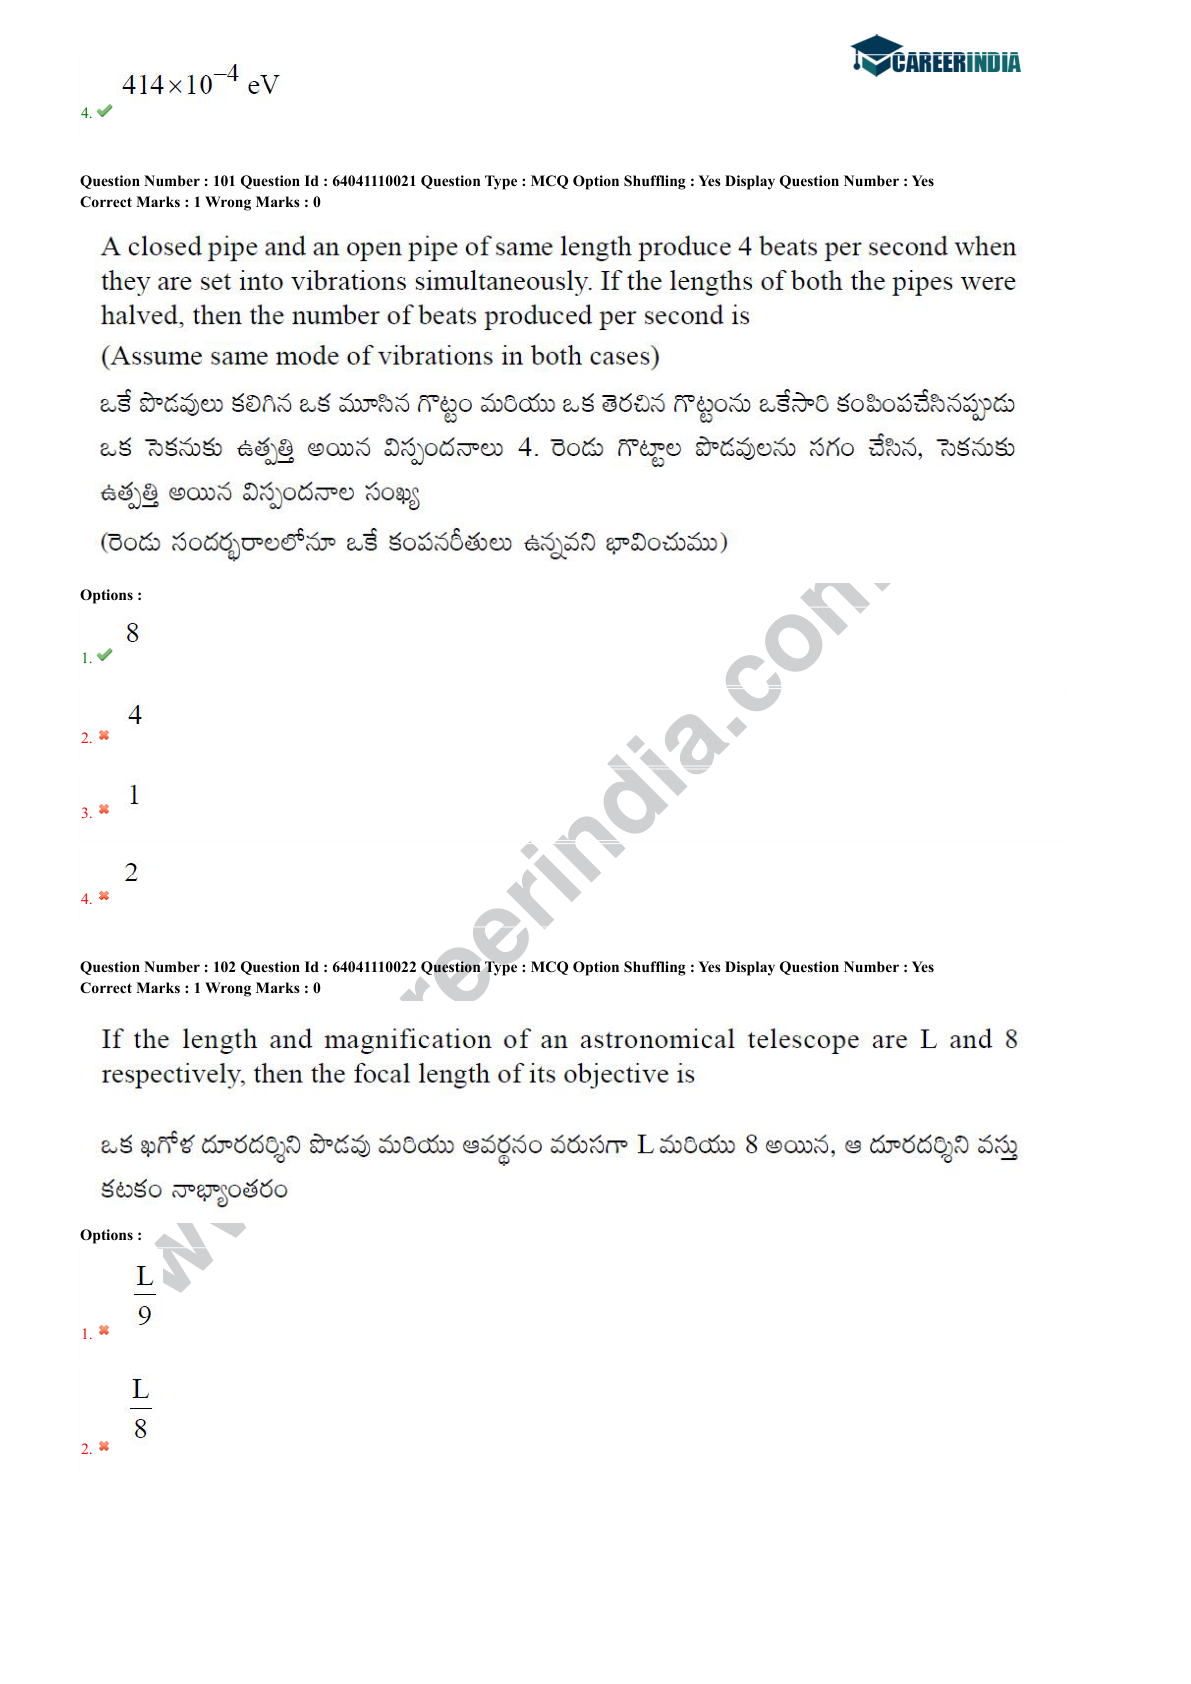 CAREERINDIA
414×10⁻⁴ eV
4.
Question Number : 101 Question Id : 64041110021 Question Type : MCQ Option Shuffling : Yes Display Question Number : Yes
Correct Marks : 1 Wrong Marks : 0
A closed pipe and an open pipe of same length produce 4 beats per second when
they are set into vibrations simultaneously. If the lengths of both the pipes were
halved, then the number of beats produced per second is
(Assume same mode of vibrations in both cases)
ఒకే పొడవులు కలిగిన ఒక మూసిన గొట్టం మరియు ఒక తెరచిన గొట్టంను ఒకేసారి కంపింపచేసినప్పుడు
ఒక సెకనుకు ఉత్పత్తి అయిన విస్పందనాలు 4. రెండు గొట్టాల పొడవులను సగం చేసిన, సెకనుకు
ఉత్పత్తి అయిన విస్పందనాల సంఖ్య
(రెండు సందర్భరాలలోనూ ఒకే కంపనరీతులు ఉన్నవని భావించుము)
Options :
8
1.
4
2.
1
3.
2
4.
Question Number : 102 Question Id : 64041110022 Question Type : MCQ Option Shuffling : Yes Display Question Number : Yes
Correct Marks : 1 Wrong Marks : 0
If the length and magnification of an astronomical telescope are L and 8
respectively, then the focal length of its objective is
ఒక ఖగోళ దూరదర్శిని పొడవు మరియు ఆవర్థనం వరుసగా L మరియు 8 అయిన, ఆ దూరదర్శిని వస్తు
కటకం నాభ్యాంతరం
Options :
L
9
1.
L
8
2.